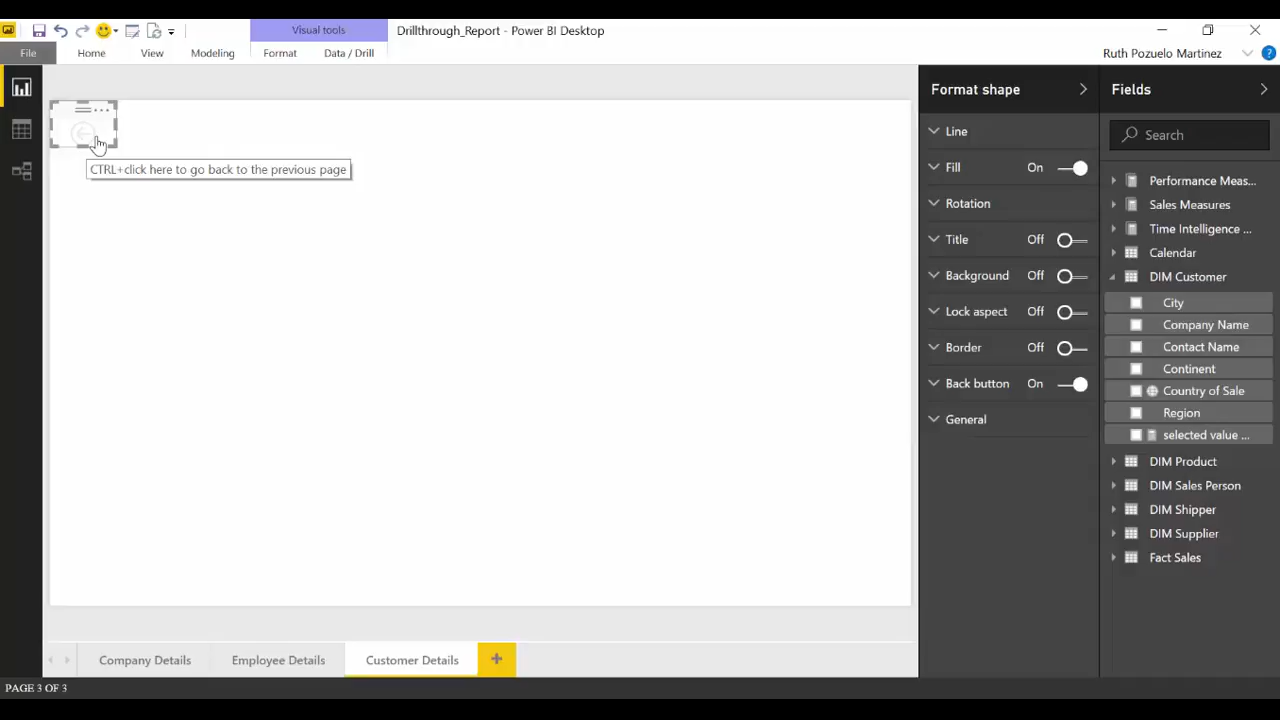 Visual tools
Drillthrough_Report - Power BI Desktop
File
Home
View
Modeling
Format
Data / Drill
Ruth Pozuelo Martinez
CTRL+click here to go back to the previous page
Format shape
Line
Fill On
Rotation
Title Off
Background Off
Lock aspect Off
Border Off
Back button On
General
Fields
Search
Performance Meas...
Sales Measures
Time Intelligence ...
Calendar
DIM Customer
City
Company Name
Contact Name
Continent
Country of Sale
Region
selected value ...
DIM Product
DIM Sales Person
DIM Shipper
DIM Supplier
Fact Sales
Company Details
Employee Details
Customer Details
PAGE 3 OF 3